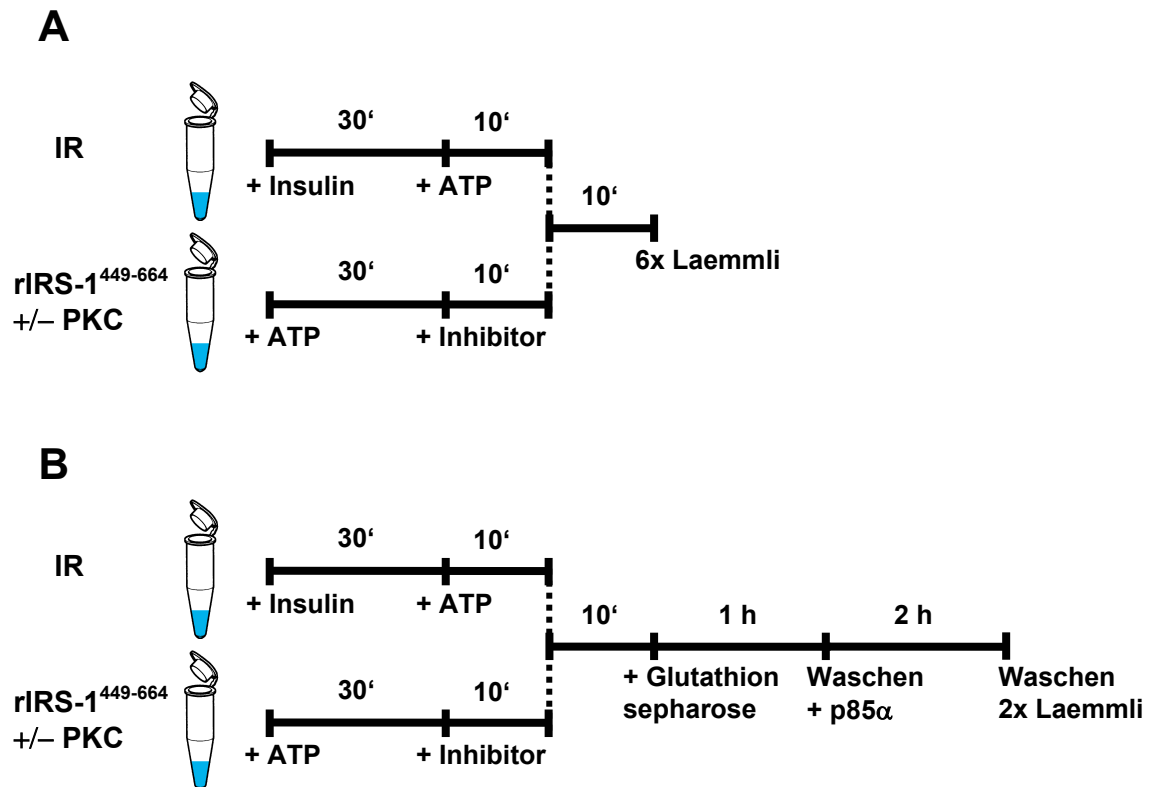 A
IR
30‘
10‘
+ Insulin
+ ATP
10‘
6x Laemmli
rIRS-1449-664
+/− PKC
30‘
10‘
+ ATP
+ Inhibitor
B
IR
30‘
10‘
+ Insulin
+ ATP
10‘
1 h
2 h
+ Glutathion
sepharose
Waschen
+ p85α
Waschen
2x Laemmli
rIRS-1449-664
+/− PKC
30‘
10‘
+ ATP
+ Inhibitor